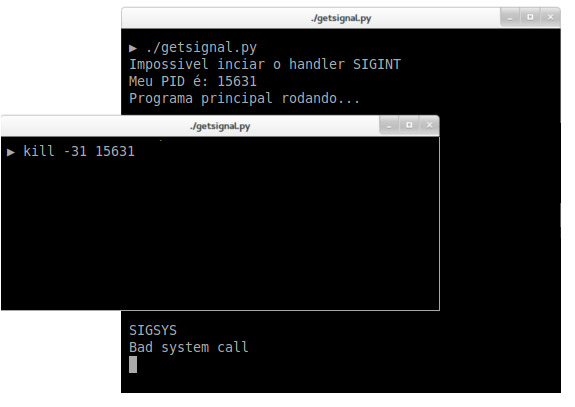 ./getsignal.py
▶ ./getsignal.py
Impossivel inciar o handler SIGINT
Meu PID é: 15631
Programa principal rodando...
./getsignal.py
▶ kill -31 15631
SIGSYS
Bad system call